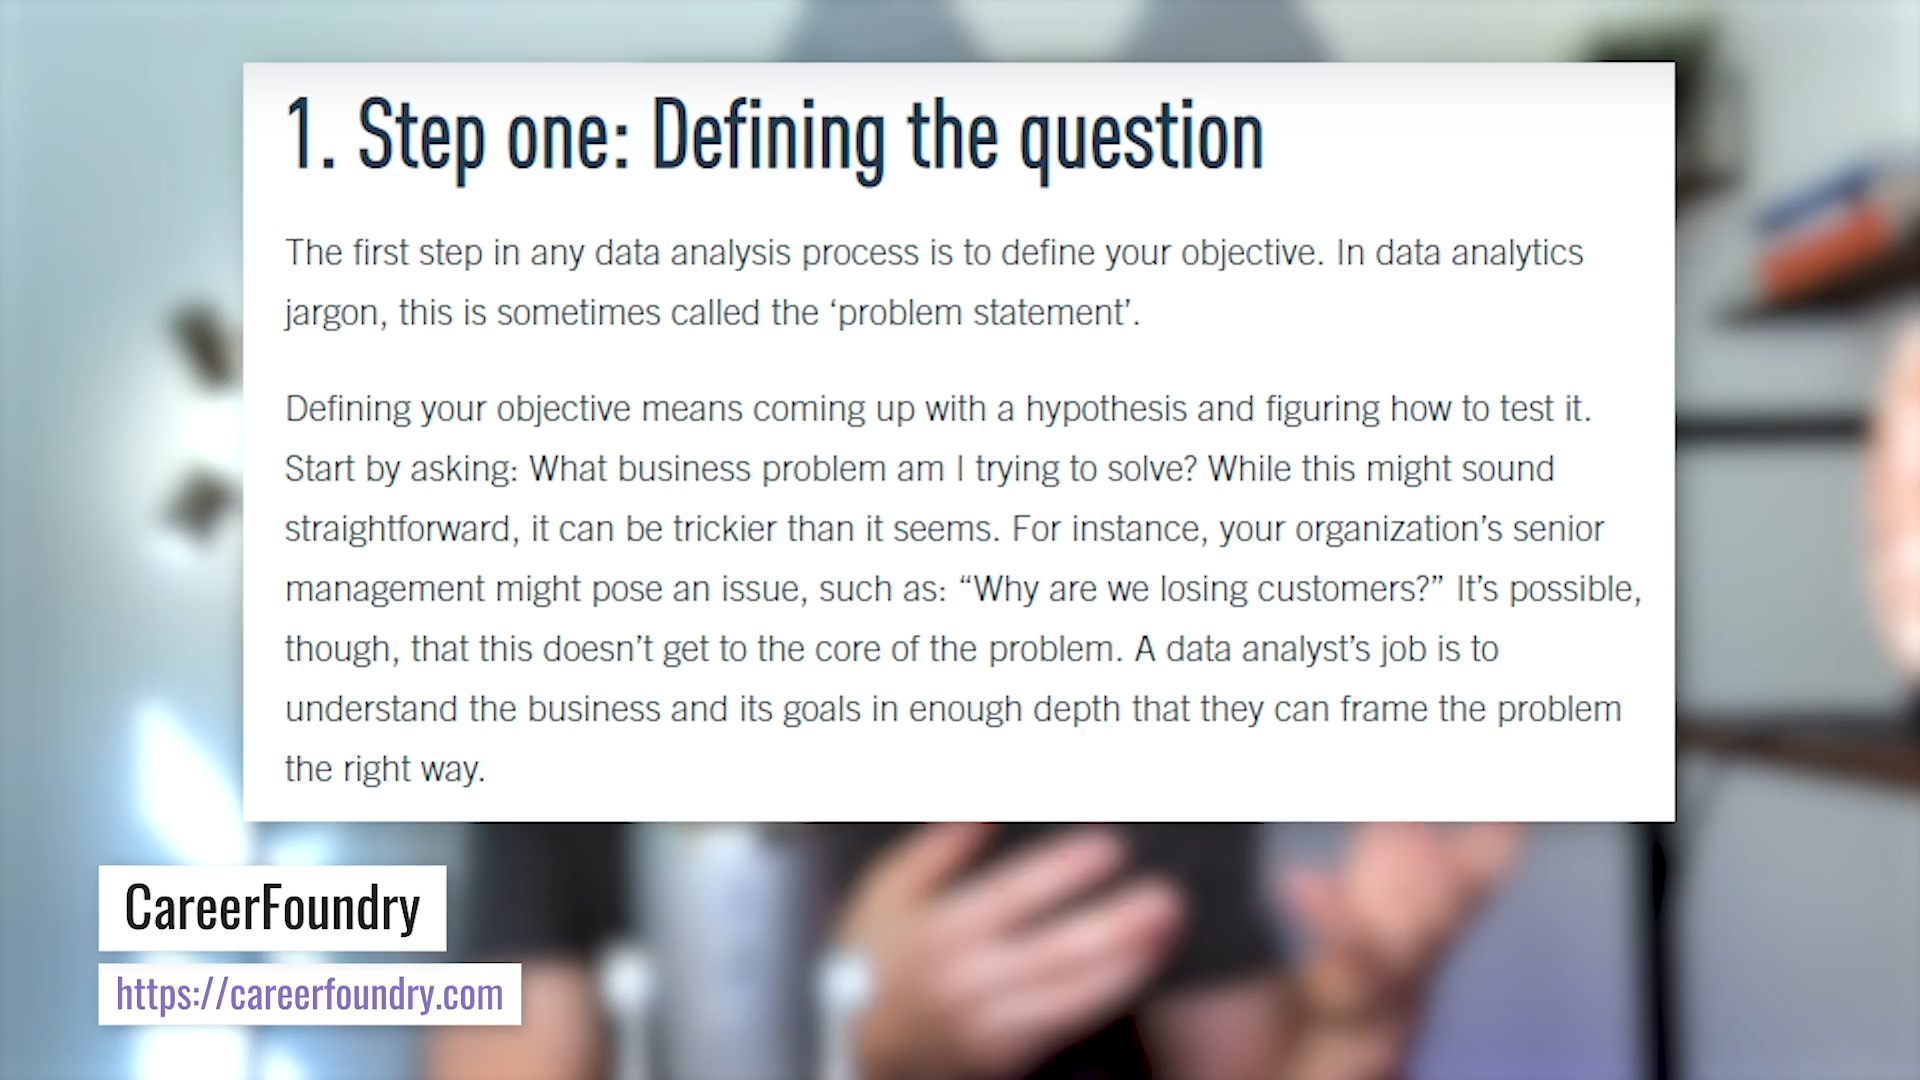 1. Step one: Defining the question
The first step in any data analysis process is to define your objective. In data analytics
jargon, this is sometimes called the ‘problem statement’.
Defining your objective means coming up with a hypothesis and figuring how to test it.
Start by asking: What business problem am I trying to solve? While this might sound
straightforward, it can be trickier than it seems. For instance, your organization’s senior
management might pose an issue, such as: “Why are we losing customers?” It’s possible,
though, that this doesn’t get to the core of the problem. A data analyst’s job is to
understand the business and its goals in enough depth that they can frame the problem
the right way.
CareerFoundry
https://careerfoundry.com